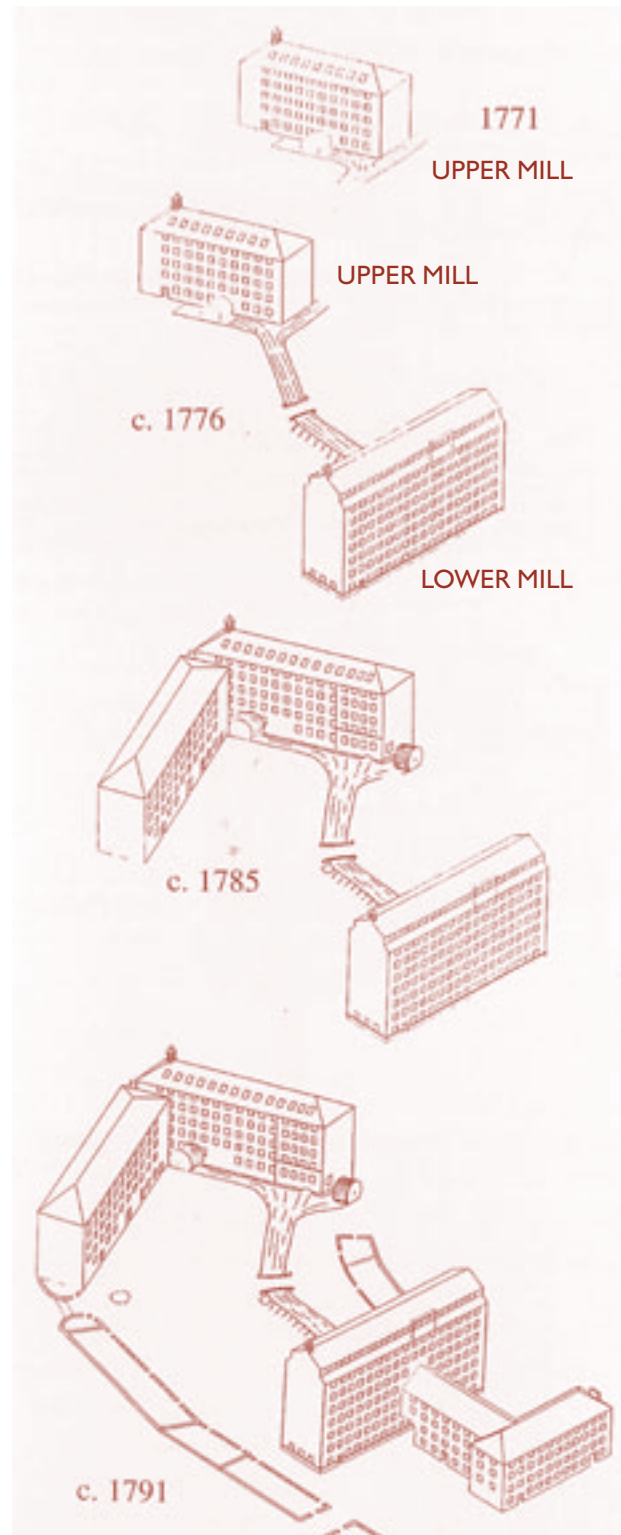 1771
UPPER MILL
UPPER MILL
c. 1776
LOWER MILL
c. 1785
c. 1791